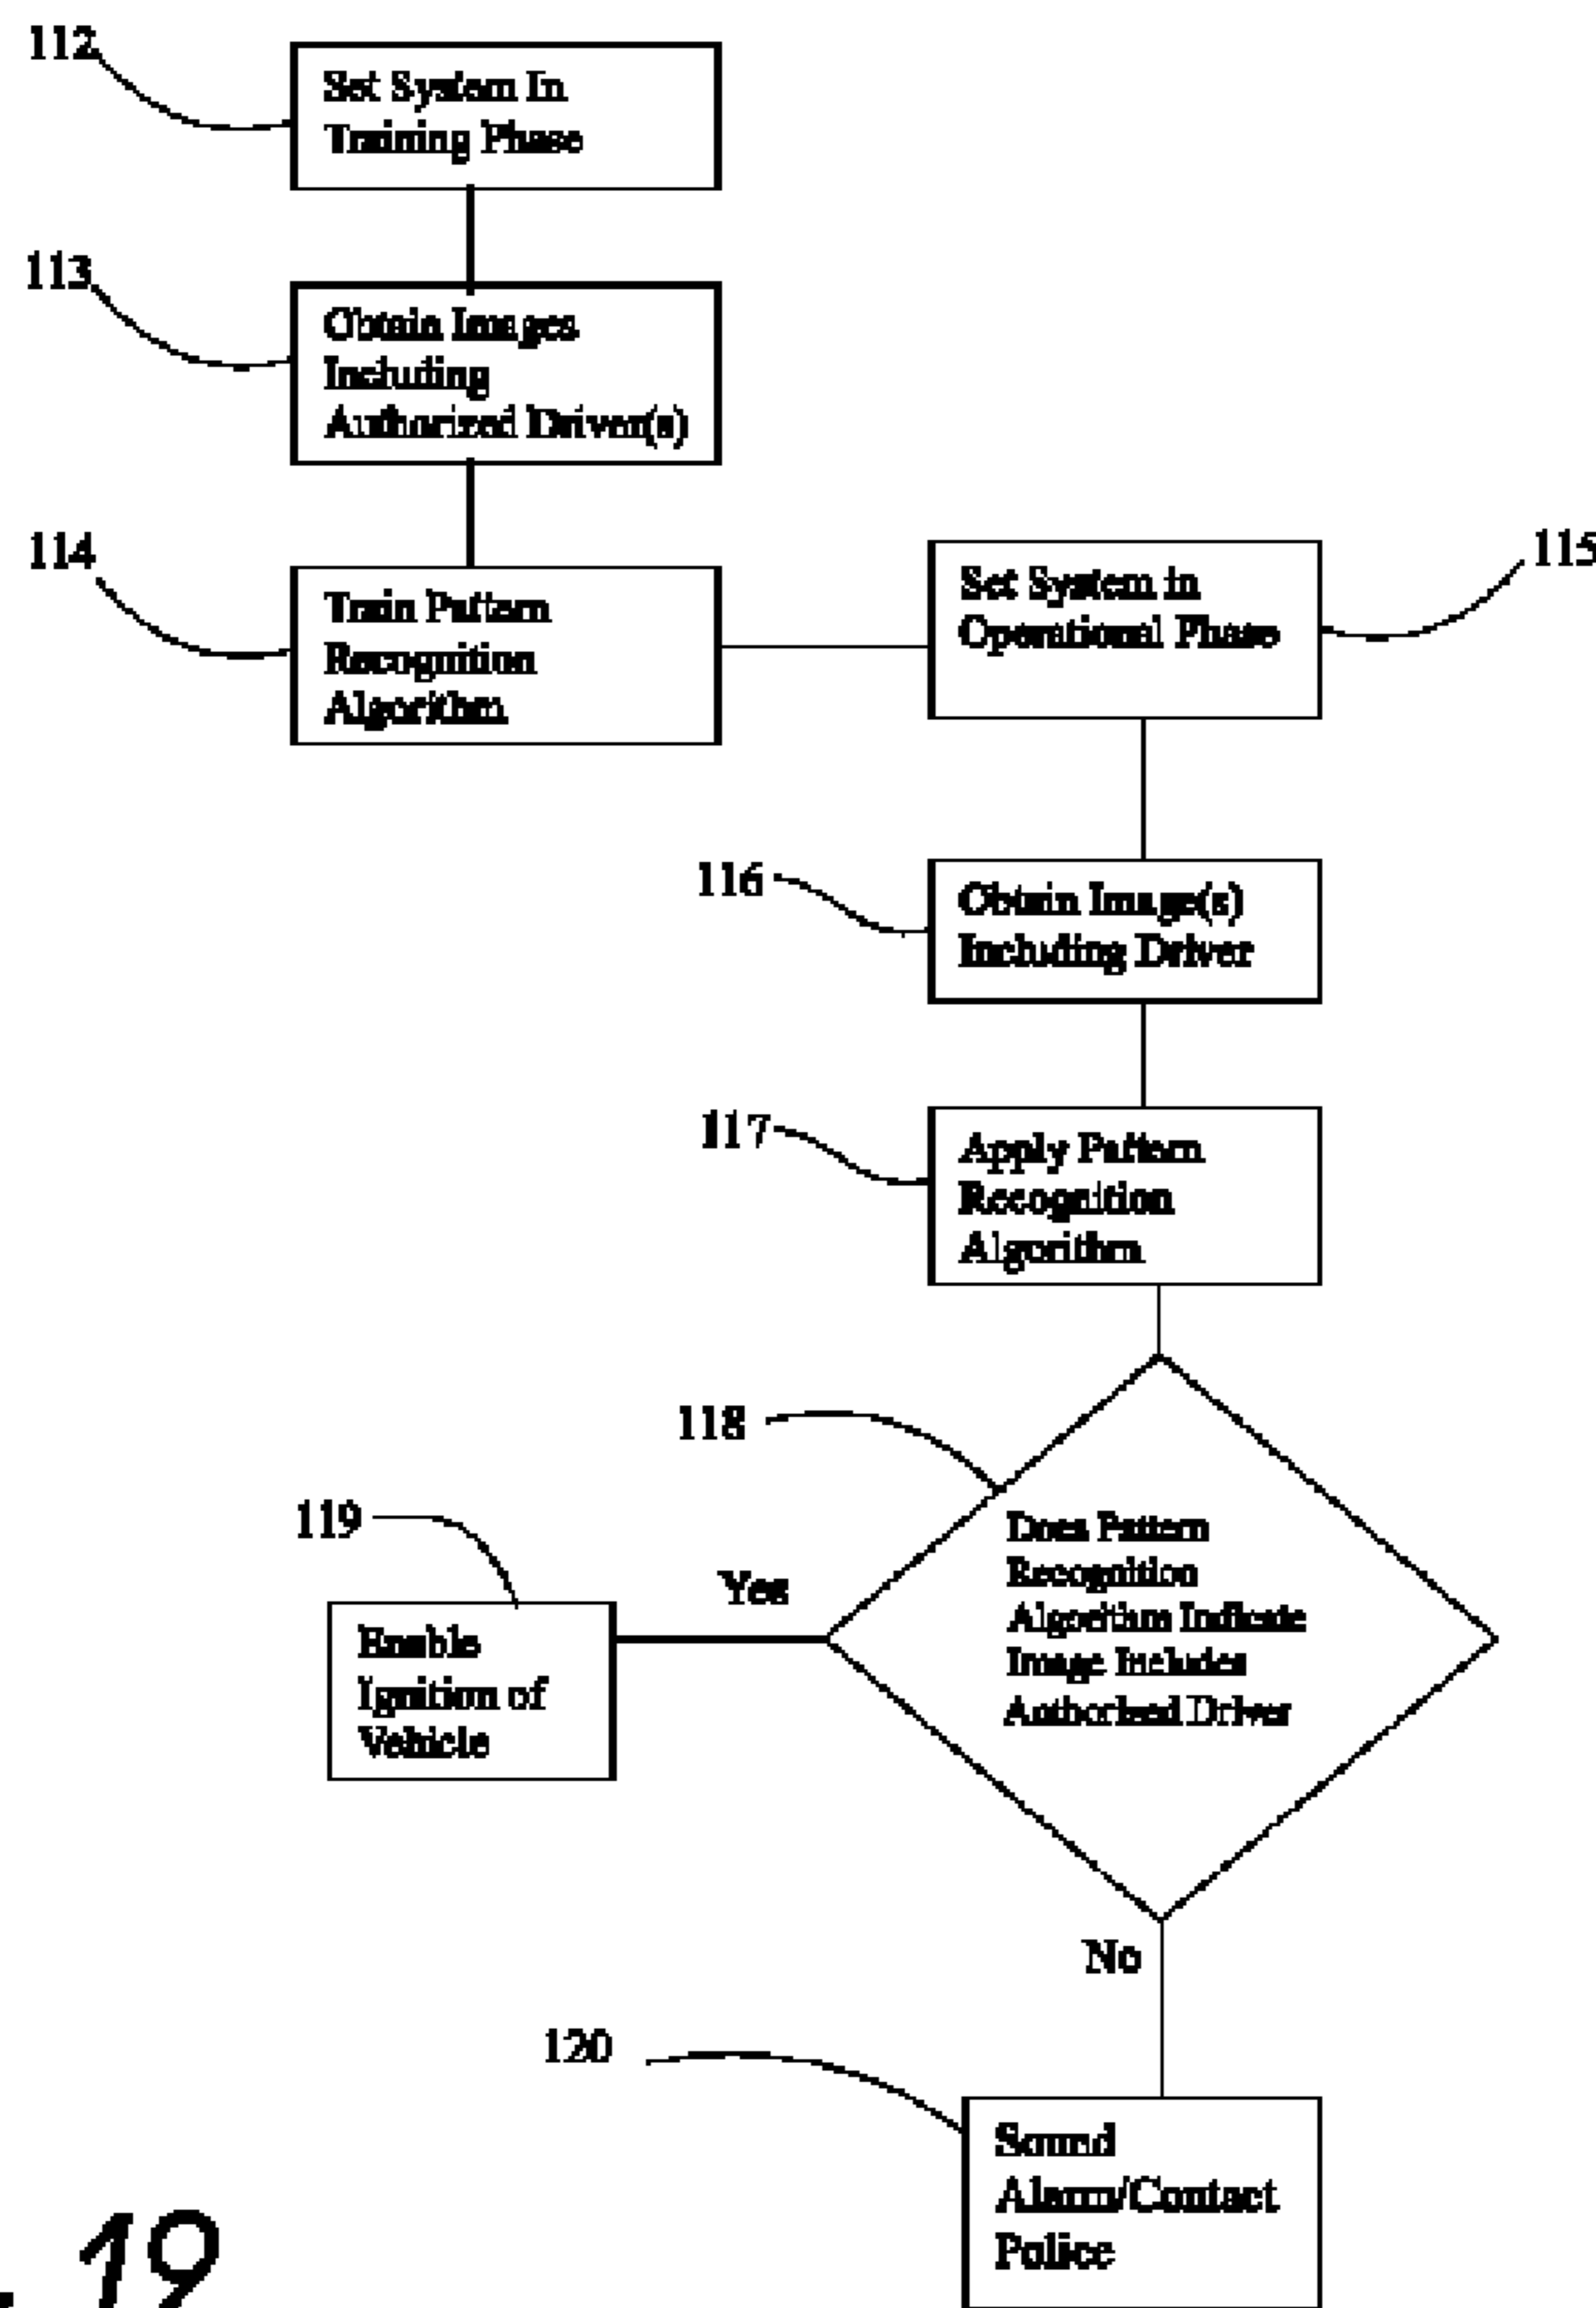 112
Set System In
Training Phase
113
Obtain Images
Including
Authorized Driver(s)
114
Train Pattern
Recognition
Algorithm
Set System in
Operational Phase
115
116
Obtain Image(s)
Including Driver
117
Apply Pattern
Recognition
Algorithm
118
Does Pattern
Recognition
Algorithm Indicate
Image Includes
Authorized Driver
Yes
119
Enable
Ignition of
Vehicle
No
120
Sound
Alarm/Contact
Police
. 19